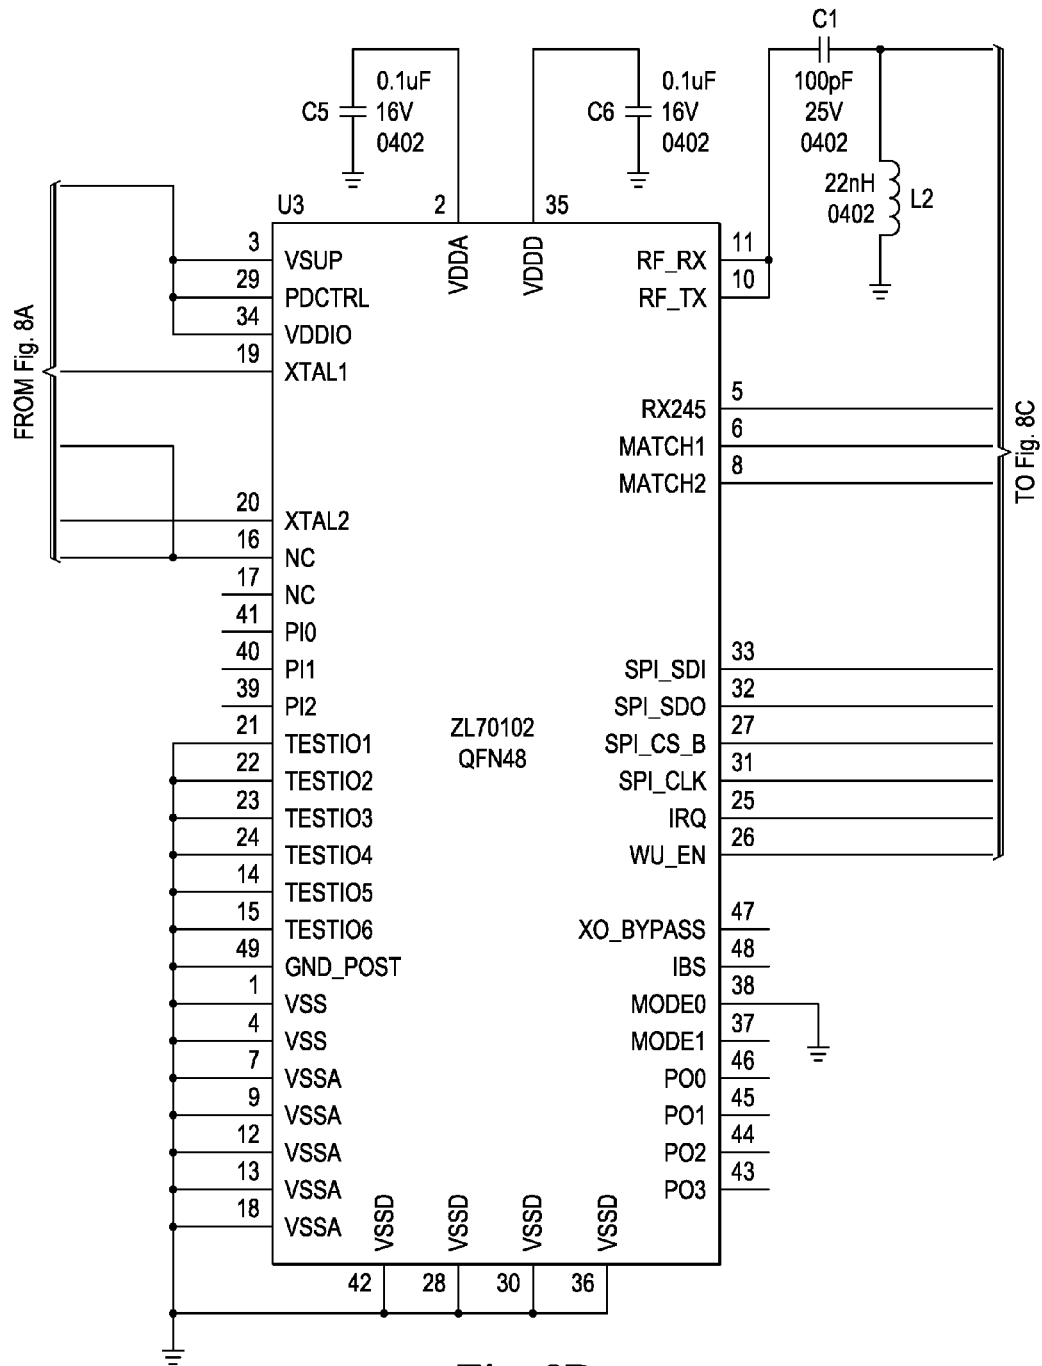 C1
100pF
25V
0402
0.1uF
C5
16V
0402
0.1uF
C6
16V
0402
22nH
0402
L2
U3
2
35
VDDA
VDDD
FROM Fig. 8A
TO Fig. 8C
3 VSUP
29 PDCTRL
34 VDDIO
19 XTAL1
20 XTAL2
16 NC
17 NC
41 PI0
40 PI1
39 PI2
21 TESTIO1
22 TESTIO2
23 TESTIO3
24 TESTIO4
14 TESTIO5
15 TESTIO6
49 GND_POST
1 VSS
4 VSS
7 VSSA
9 VSSA
12 VSSA
13 VSSA
18 VSSA
ZL70102
QFN48
RF_RX 11
RF_TX 10
RX245 5
MATCH1 6
MATCH2 8
SPI_SDI 33
SPI_SDO 32
SPI_CS_B 27
SPI_CLK 31
IRQ 25
WU_EN 26
XO_BYPASS 47
IBS 48
MODE0 38
MODE1 37
PO0 46
PO1 45
PO2 44
PO3 43
VSSD VSSD VSSD VSSD
42 28 30 36